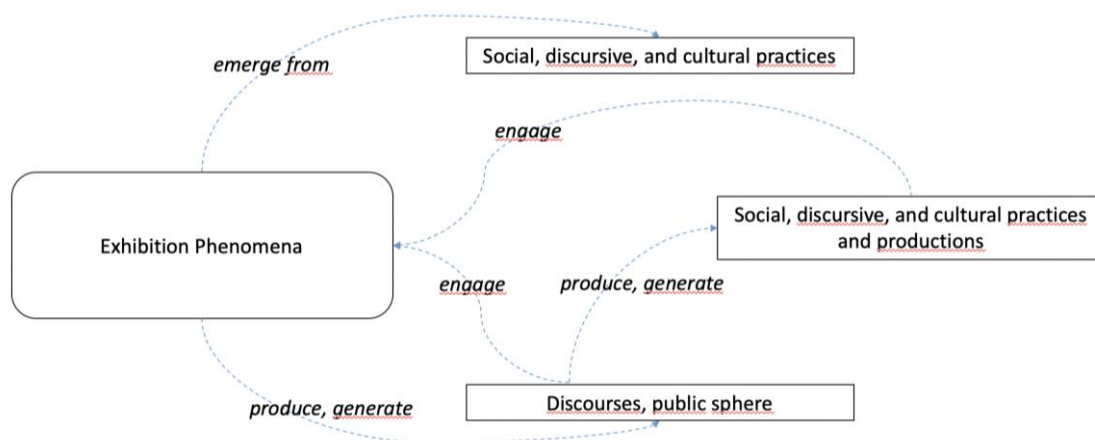 emerge from
Social, discursive, and cultural practices
engage
Social, discursive, and cultural practices
and productions
Exhibition Phenomena
engage
produce, generate
Discourses, public sphere
produce, generate